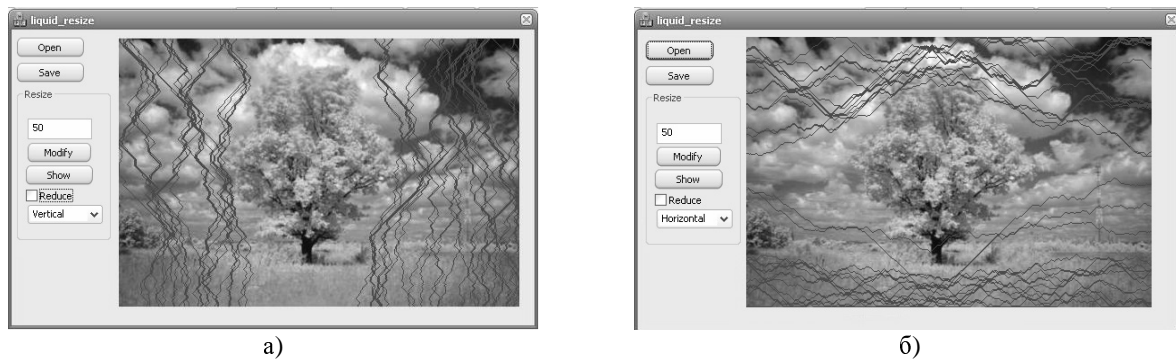 liquid_resize
Open
Save
Resize
50
Modify
Show
Reduce
Vertical
а)
liquid_resize
Open
Save
Resize
50
Modify
Show
Reduce
Horizontal
б)